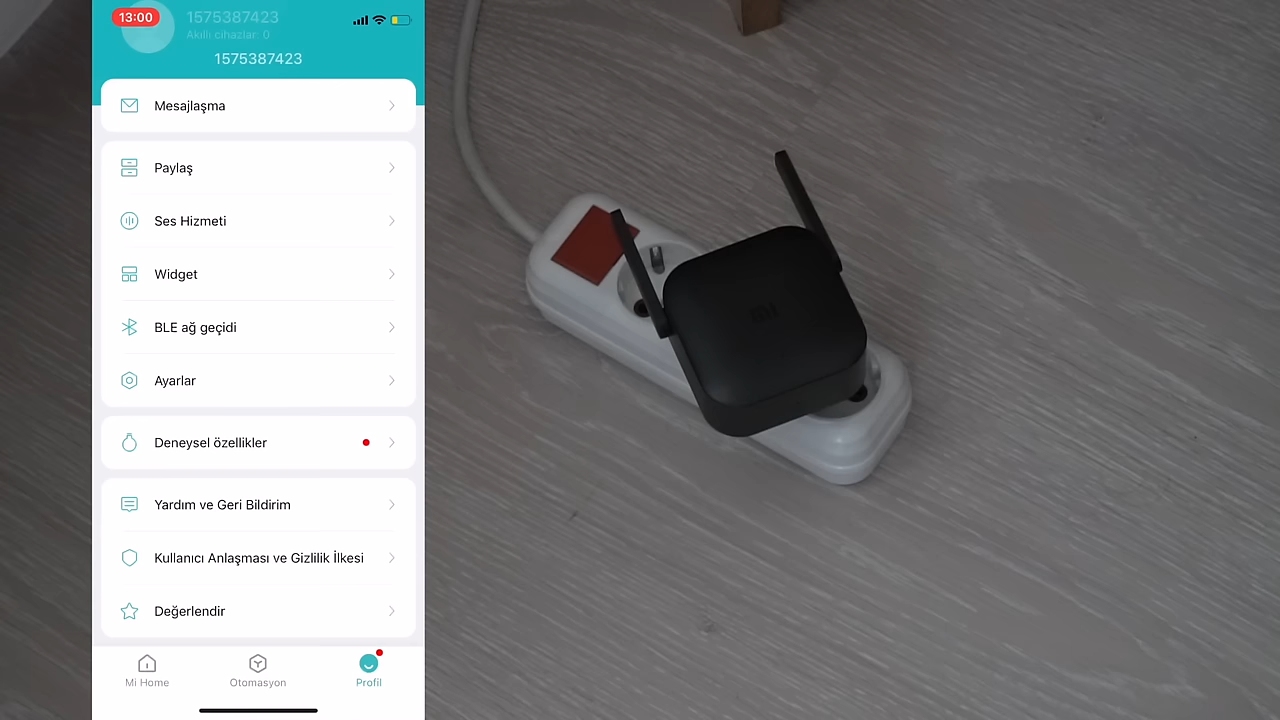 13:00
1575387423
Akıllı cihazlar: 0
1575387423
Mesajlaşma
Paylaş
Ses Hizmeti
Widget
BLE ağ geçidi
Ayarlar
Deneysel özellikler
Yardım ve Geri Bildirim
Kullanıcı Anlaşması ve Gizlilik İlkesi
Değerlendir
Mi Home
Otomasyon
Profil